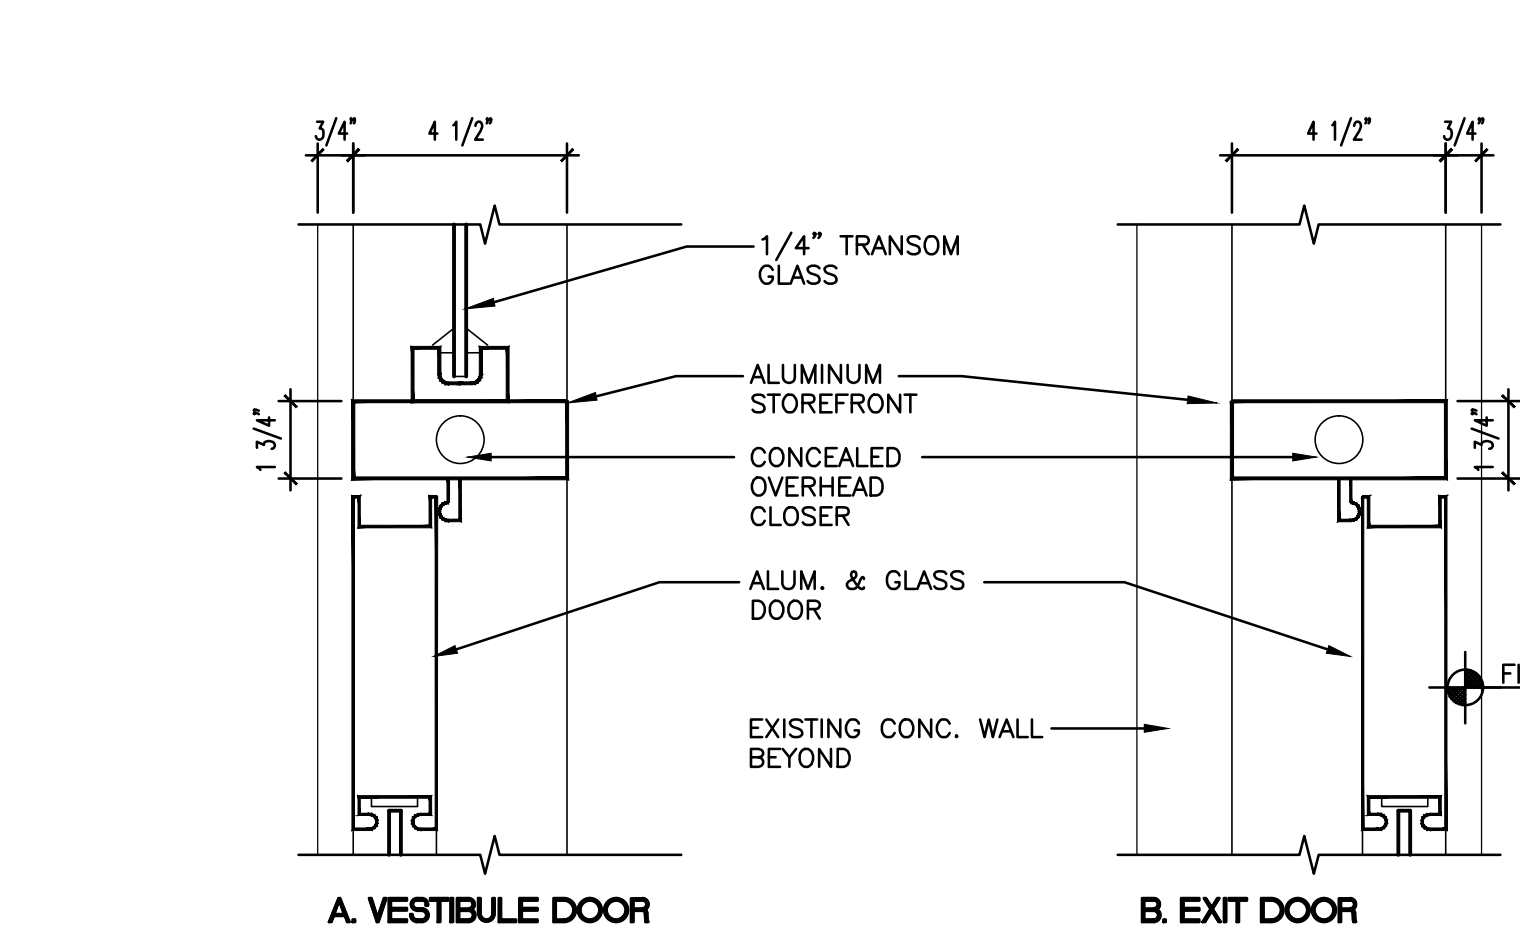 3/4" 4 1/2" 4 1/2" 3/4"
1/4" TRANSOM
GLASS
ALUMINUM
STOREFRONT
1 3/4" 1 3/4"
CONCEALED
OVERHEAD
CLOSER
ALUM. & GLASS
DOOR
EXISTING CONC. WALL
BEYOND
A. VESTIBULE DOOR
B. EXIT DOOR